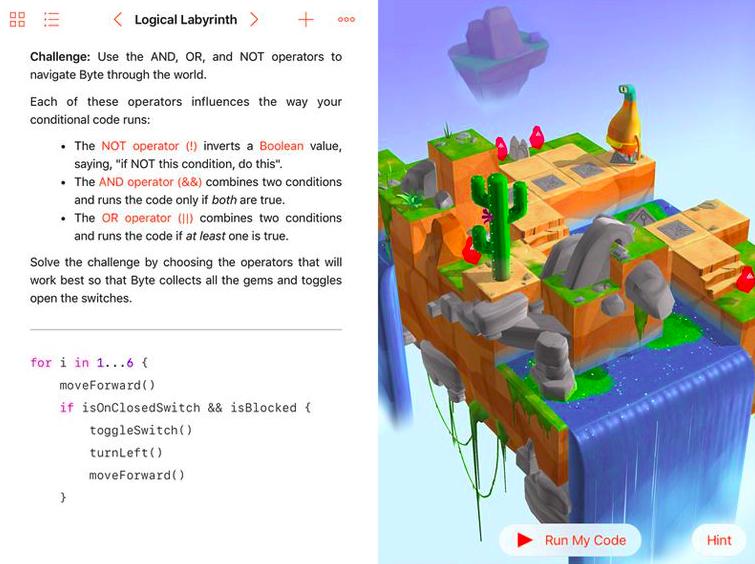 Logical Labyrinth
Challenge: Use the AND, OR, and NOT operators to
navigate Byte through the world.
Each of these operators influences the way your
conditional code runs:
• The NOT operator (!) inverts a Boolean value,
saying, "if NOT this condition, do this".
• The AND operator (&&) combines two conditions
and runs the code only if both are true.
• The OR operator (||) combines two conditions
and runs the code if at least one is true.
Solve the challenge by choosing the operators that will
work best so that Byte collects all the gems and toggles
open the switches.
for i in 1...6 {
moveForward()
if isOnClosedSwitch && isBlocked {
toggleSwitch()
turnLeft()
moveForward()
}
Run My Code
Hint